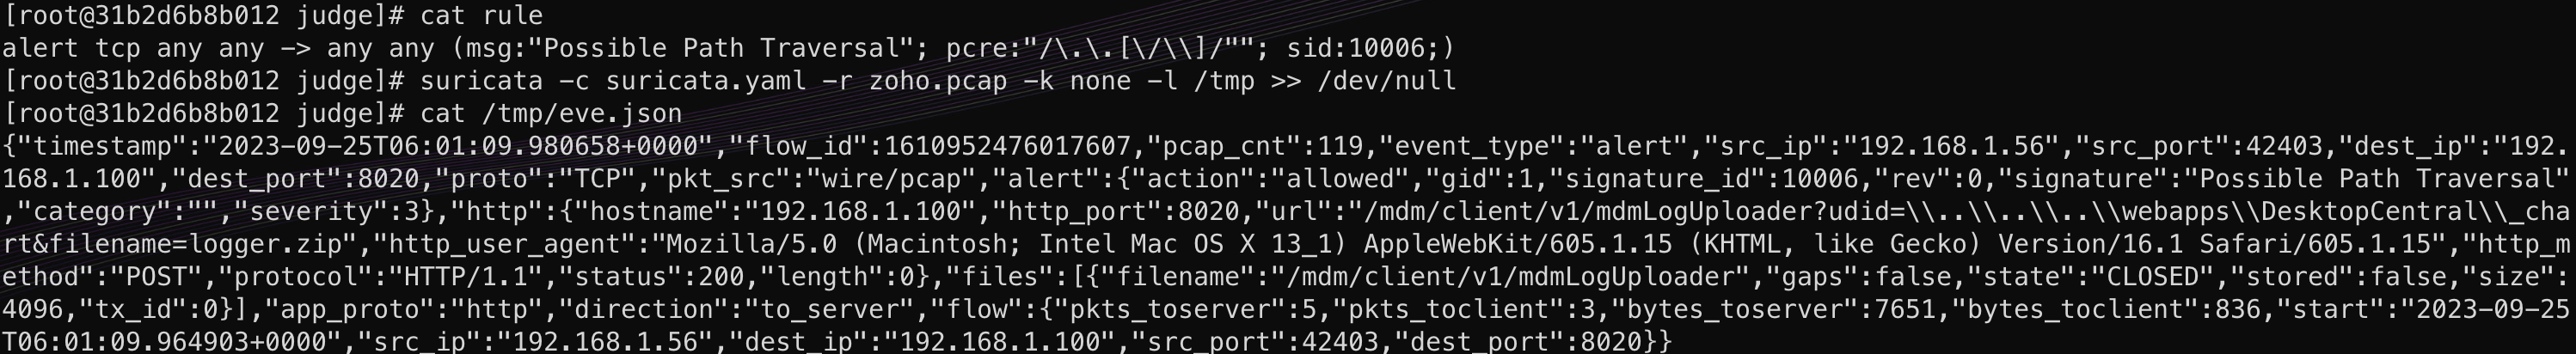 [root@31b2d6b8b012 judge]# cat rule
alert tcp any any -> any any (msg:"Possible Path Traversal"; pcre:"/\.\.[\/\\]/""; sid:10006;)
[root@31b2d6b8b012 judge]# suricata -c suricata.yaml -r zoho.pcap -k none -l /tmp >> /dev/null
[root@31b2d6b8b012 judge]# cat /tmp/eve.json
{"timestamp":"2023-09-25T06:01:09.980658+0000","flow_id":1610952476017607,"pcap_cnt":119,"event_type":"alert","src_ip":"192.168.1.56","src_port":42403,"dest_ip":"192.
168.1.100","dest_port":8020,"proto":"TCP","pkt_src":"wire/pcap","alert":{"action":"allowed","gid":1,"signature_id":10006,"rev":0,"signature":"Possible Path Traversal"
,"category":"","severity":3},"http":{"hostname":"192.168.1.100","http_port":8020,"url":"/mdm/client/v1/mdmLogUploader?udid=\\..\\..\\..\\webapps\\DesktopCentral\\_cha
rt&filename=logger.zip","http_user_agent":"Mozilla/5.0 (Macintosh; Intel Mac OS X 13_1) AppleWebKit/605.1.15 (KHTML, like Gecko) Version/16.1 Safari/605.1.15","http_m
ethod":"POST","protocol":"HTTP/1.1","status":200,"length":0},"files":[{"filename":"/mdm/client/v1/mdmLogUploader","gaps":false,"state":"CLOSED","stored":false,"size":
4096,"tx_id":0}],"app_proto":"http","direction":"to_server","flow":{"pkts_toserver":5,"pkts_toclient":3,"bytes_toserver":7651,"bytes_toclient":836,"start":"2023-09-25
T06:01:09.964903+0000","src_ip":"192.168.1.56","dest_ip":"192.168.1.100","src_port":42403,"dest_port":8020}}